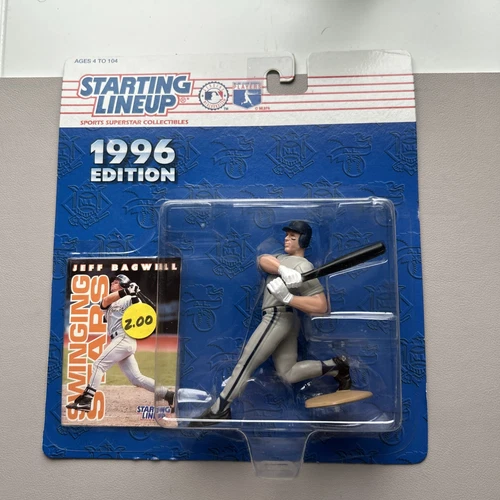 AGES 4 TO 104
STARTING
LINEUP
SPORTS SUPERSTAR COLLECTIBLES
1996
EDITION
JEFF BAGWELL
SWINGING
STARS
2.00
STARTING
LINEUP